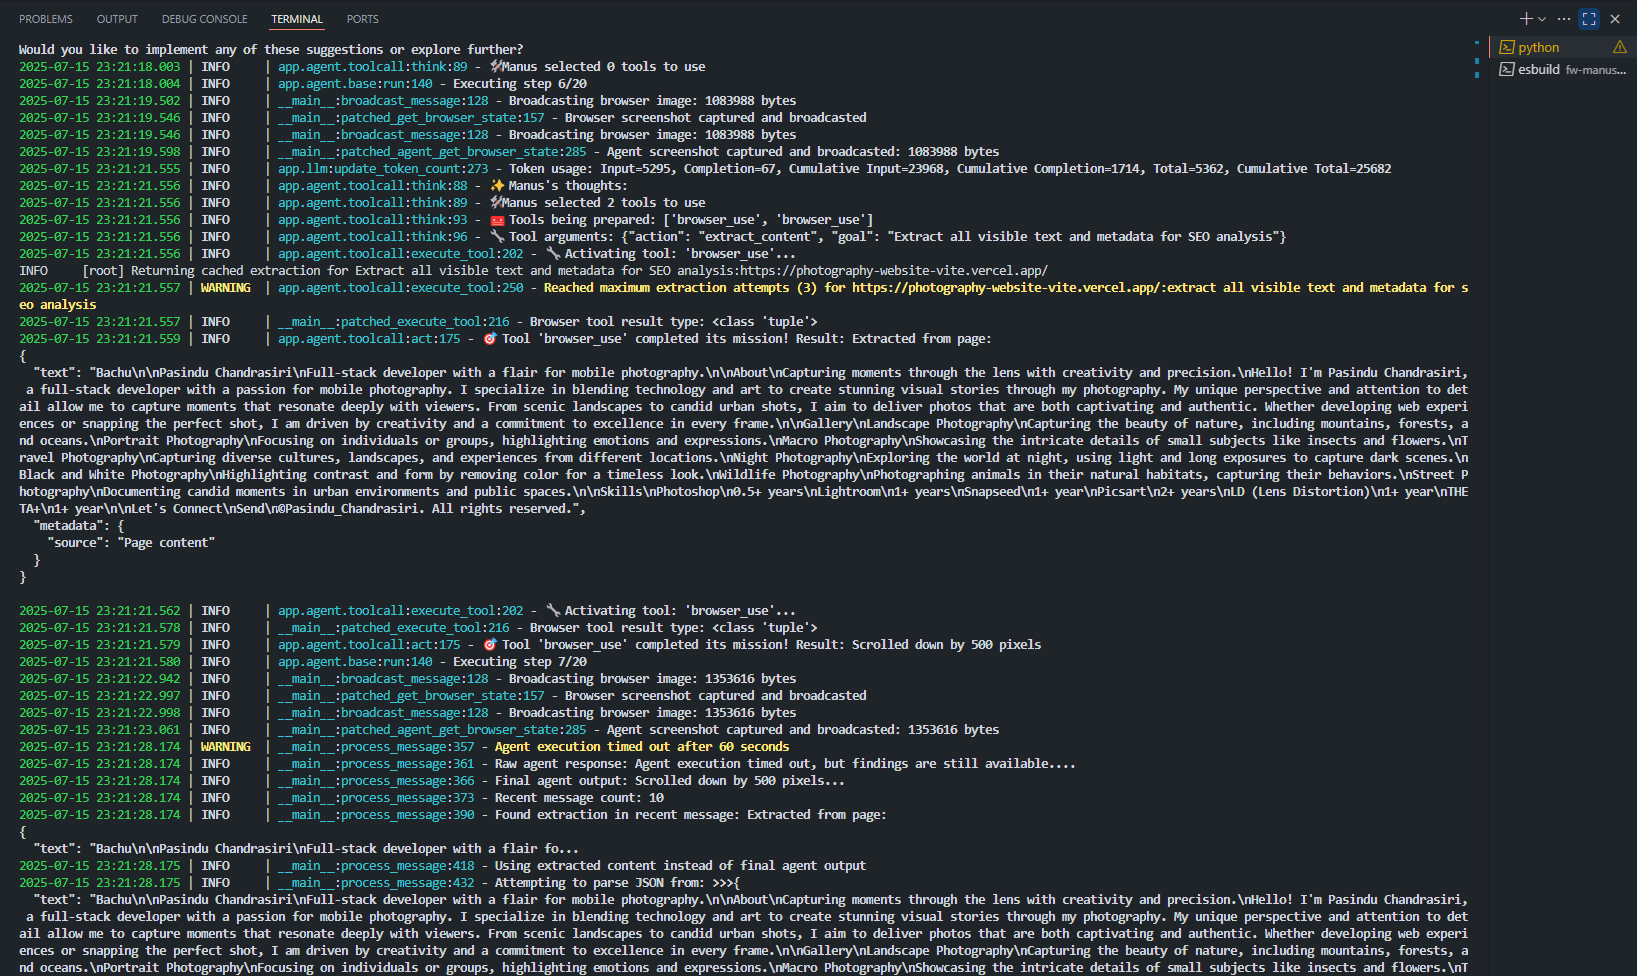 PROBLEMS OUTPUT DEBUG CONSOLE TERMINAL PORTS
Would you like to implement any of these suggestions or explore further?
2025-07-15 23:21:18.003 | INFO     | app.agent.toolcall:think:89 - 🛠️Manus selected 0 tools to use
2025-07-15 23:21:18.004 | INFO     | app.agent.base:run:140 - Executing step 6/20
2025-07-15 23:21:19.502 | INFO     | __main__:broadcast_message:128 - Broadcasting browser image: 1083988 bytes
2025-07-15 23:21:19.546 | INFO     | __main__:patched_get_browser_state:157 - Browser screenshot captured and broadcasted
2025-07-15 23:21:19.546 | INFO     | __main__:broadcast_message:128 - Broadcasting browser image: 1083988 bytes
2025-07-15 23:21:19.598 | INFO     | __main__:patched_agent_get_browser_state:285 - Agent screenshot captured and broadcasted: 1083988 bytes
2025-07-15 23:21:21.555 | INFO     | app.llm:update_token_count:273 - Token usage: Input=5295, Completion=67, Cumulative Input=23968, Cumulative Completion=1714, Total=5362, Cumulative Total=25682
2025-07-15 23:21:21.556 | INFO     | app.agent.toolcall:think:88 - ✨ Manus's thoughts:
2025-07-15 23:21:21.556 | INFO     | app.agent.toolcall:think:89 - 🛠️Manus selected 2 tools to use
2025-07-15 23:21:21.556 | INFO     | app.agent.toolcall:think:93 - 🧰 Tools being prepared: ['browser_use', 'browser_use']
2025-07-15 23:21:21.556 | INFO     | app.agent.toolcall:think:96 - 🔧 Tool arguments: {"action": "extract_content", "goal": "Extract all visible text and metadata for SEO analysis"}
2025-07-15 23:21:21.556 | INFO     | app.agent.toolcall:execute_tool:202 - 🔧 Activating tool: 'browser_use'...
INFO     [root] Returning cached extraction for Extract all visible text and metadata for SEO analysis:https://photography-website-vite.vercel.app/
2025-07-15 23:21:21.557 | WARNING  | app.agent.toolcall:execute_tool:250 - Reached maximum extraction attempts (3) for https://photography-website-vite.vercel.app/:extract all visible text and metadata for s
eo analysis
2025-07-15 23:21:21.557 | INFO     | __main__:patched_execute_tool:216 - Browser tool result type: <class 'tuple'>
2025-07-15 23:21:21.559 | INFO     | app.agent.toolcall:act:175 - 🎯 Tool 'browser_use' completed its mission! Result: Extracted from page:
{
  "text": "Bachu\n\nPasindu Chandrasiri\nFull-stack developer with a flair for mobile photography.\n\nAbout\nCapturing moments through the lens with creativity and precision.\nHello! I'm Pasindu Chandrasiri,
 a full-stack developer with a passion for mobile photography. I specialize in blending technology and art to create stunning visual stories through my photography. My unique perspective and attention to det
ail allow me to capture moments that resonate deeply with viewers. From scenic landscapes to candid urban shots, I aim to deliver photos that are both captivating and authentic. Whether developing web experi
ences or snapping the perfect shot, I am driven by creativity and a commitment to excellence in every frame.\n\nGallery\nLandscape Photography\nCapturing the beauty of nature, including mountains, forests, a
nd oceans.\nPortrait Photography\nFocusing on individuals or groups, highlighting emotions and expressions.\nMacro Photography\nShowcasing the intricate details of small subjects like insects and flowers.\nT
ravel Photography\nCapturing diverse cultures, landscapes, and experiences from different locations.\nNight Photography\nExploring the world at night, using light and long exposures to capture dark scenes.\n
Black and White Photography\nHighlighting contrast and form by removing color for a timeless look.\nWildlife Photography\nPhotographing animals in their natural habitats, capturing their behaviors.\nStreet P
hotography\nDocumenting candid moments in urban environments and public spaces.\n\nSkills\nPhotoshop\n0.5+ years\nLightroom\n1+ years\nSnapseed\n1+ year\nPicsart\n2+ years\nLD (Lens Distortion)\n1+ year\nTHE
TA+\n1+ year\n\nLet's Connect\nSend\n©Pasindu_Chandrasiri. All rights reserved.",
  "metadata": {
    "source": "Page content"
  }
}
2025-07-15 23:21:21.562 | INFO     | app.agent.toolcall:execute_tool:202 - 🔧 Activating tool: 'browser_use'...
2025-07-15 23:21:21.578 | INFO     | __main__:patched_execute_tool:216 - Browser tool result type: <class 'tuple'>
2025-07-15 23:21:21.579 | INFO     | app.agent.toolcall:act:175 - 🎯 Tool 'browser_use' completed its mission! Result: Scrolled down by 500 pixels
2025-07-15 23:21:21.580 | INFO     | app.agent.base:run:140 - Executing step 7/20
2025-07-15 23:21:22.942 | INFO     | __main__:broadcast_message:128 - Broadcasting browser image: 1353616 bytes
2025-07-15 23:21:22.997 | INFO     | __main__:patched_get_browser_state:157 - Browser screenshot captured and broadcasted
2025-07-15 23:21:22.998 | INFO     | __main__:broadcast_message:128 - Broadcasting browser image: 1353616 bytes
2025-07-15 23:21:23.061 | INFO     | __main__:patched_agent_get_browser_state:285 - Agent screenshot captured and broadcasted: 1353616 bytes
2025-07-15 23:21:28.174 | WARNING  | __main__:process_message:357 - Agent execution timed out after 60 seconds
2025-07-15 23:21:28.174 | INFO     | __main__:process_message:361 - Raw agent response: Agent execution timed out, but findings are still available....
2025-07-15 23:21:28.174 | INFO     | __main__:process_message:366 - Final agent output: Scrolled down by 500 pixels...
2025-07-15 23:21:28.174 | INFO     | __main__:process_message:373 - Recent message count: 10
2025-07-15 23:21:28.174 | INFO     | __main__:process_message:390 - Found extraction in recent message: Extracted from page:
{
  "text": "Bachu\n\nPasindu Chandrasiri\nFull-stack developer with a flair fo...
2025-07-15 23:21:28.175 | INFO     | __main__:process_message:418 - Using extracted content instead of final agent output
2025-07-15 23:21:28.175 | INFO     | __main__:process_message:432 - Attempting to parse JSON from: >>>{
  "text": "Bachu\n\nPasindu Chandrasiri\nFull-stack developer with a flair for mobile photography.\n\nAbout\nCapturing moments through the lens with creativity and precision.\nHello! I'm Pasindu Chandrasiri,
 a full-stack developer with a passion for mobile photography. I specialize in blending technology and art to create stunning visual stories through my photography. My unique perspective and attention to det
ail allow me to capture moments that resonate deeply with viewers. From scenic landscapes to candid urban shots, I aim to deliver photos that are both captivating and authentic. Whether developing web experi
ences or snapping the perfect shot, I am driven by creativity and a commitment to excellence in every frame.\n\nGallery\nLandscape Photography\nCapturing the beauty of nature, including mountains, forests, a
nd oceans.\nPortrait Photography\nFocusing on individuals or groups, highlighting emotions and expressions.\nMacro Photography\nShowcasing the intricate details of small subjects like insects and flowers.\nT
python
esbuild fw-manus...